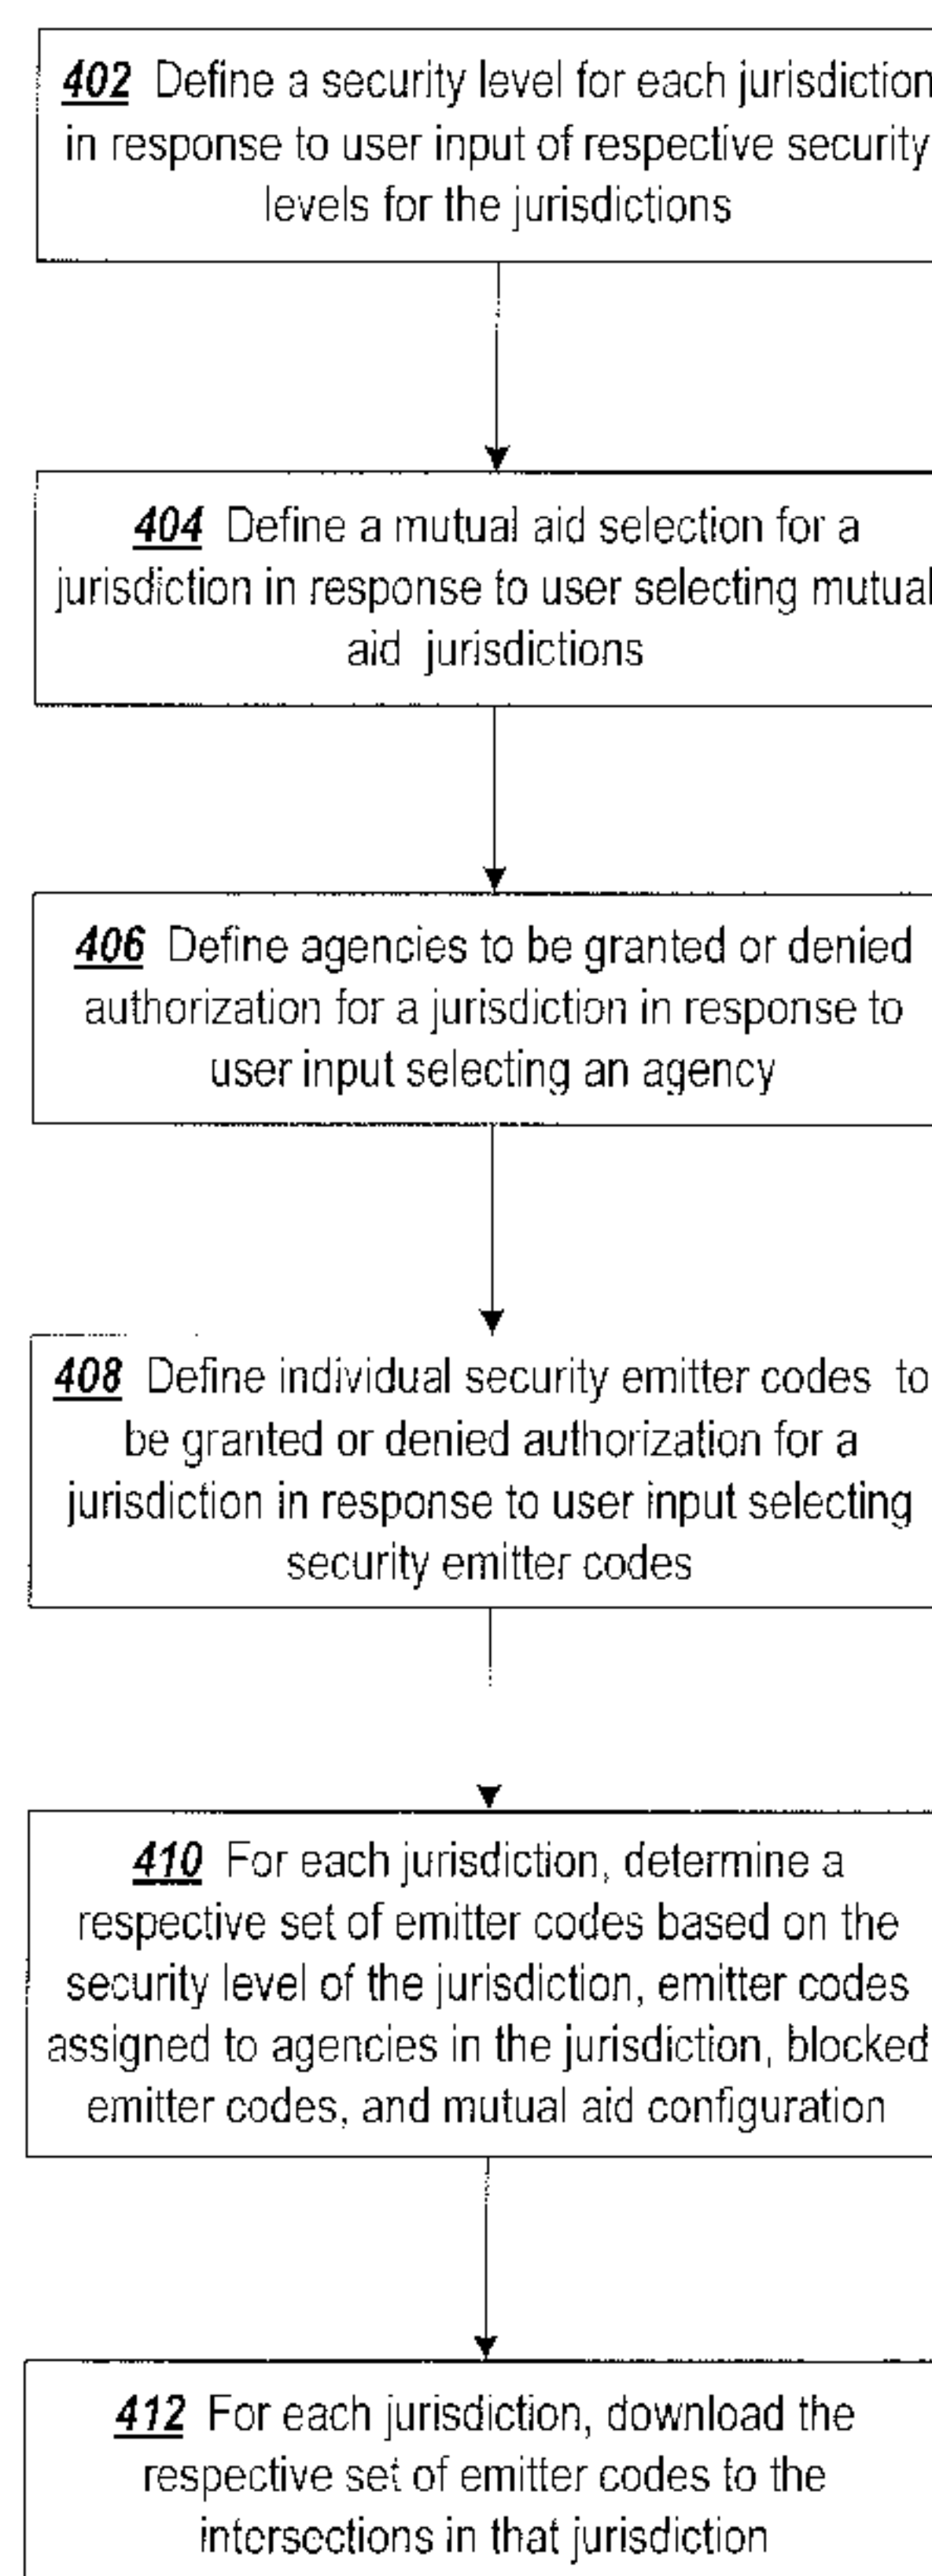 402 Define a security level for each jurisdiction
in response to user input of respective security
levels for the jurisdictions
404 Define a mutual aid selection for a
jurisdiction in response to user selecting mutual
aid jurisdictions
406 Define agencies to be granted or denied
authorization for a jurisdiction in response to
user input selecting an agency
408 Define individual security emitter codes to
be granted or denied authorization for a
jurisdiction in response to user input selecting
security emitter codes
410 For each jurisdiction, determine a
respective set of emitter codes based on the
security level of the jurisdiction, emitter codes
assigned to agencies in the jurisdiction, blocked
emitter codes, and mutual aid configuration
412 For each jurisdiction, download the
respective set of emitter codes to the
intersections in that jurisdiction